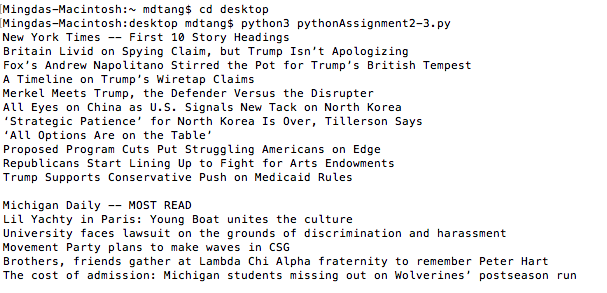 Mingdas-Macintosh:~ mdtang$ cd desktop
Mingdas-Macintosh:desktop mdtang$ python3 pythonAssignment2-3.py
New York Times -- First 10 Story Headings
Britain Livid on Spying Claim, but Trump Isn’t Apologizing
Fox’s Andrew Napolitano Stirred the Pot for Trump’s British Tempest
A Timeline on Trump’s Wiretap Claims
Merkel Meets Trump, the Defender Versus the Disrupter
All Eyes on China as U.S. Signals New Tack on North Korea
‘Strategic Patience’ for North Korea Is Over, Tillerson Says
‘All Options Are on the Table’
Proposed Program Cuts Put Struggling Americans on Edge
Republicans Start Lining Up to Fight for Arts Endowments
Trump Supports Conservative Push on Medicaid Rules

Michigan Daily -- MOST READ
Lil Yachty in Paris: Young Boat unites the culture
University faces lawsuit on the grounds of discrimination and harassment
Movement Party plans to make waves in CSG
Brothers, friends gather at Lambda Chi Alpha fraternity to remember Peter Hart
The cost of admission: Michigan students missing out on Wolverines’ postseason run